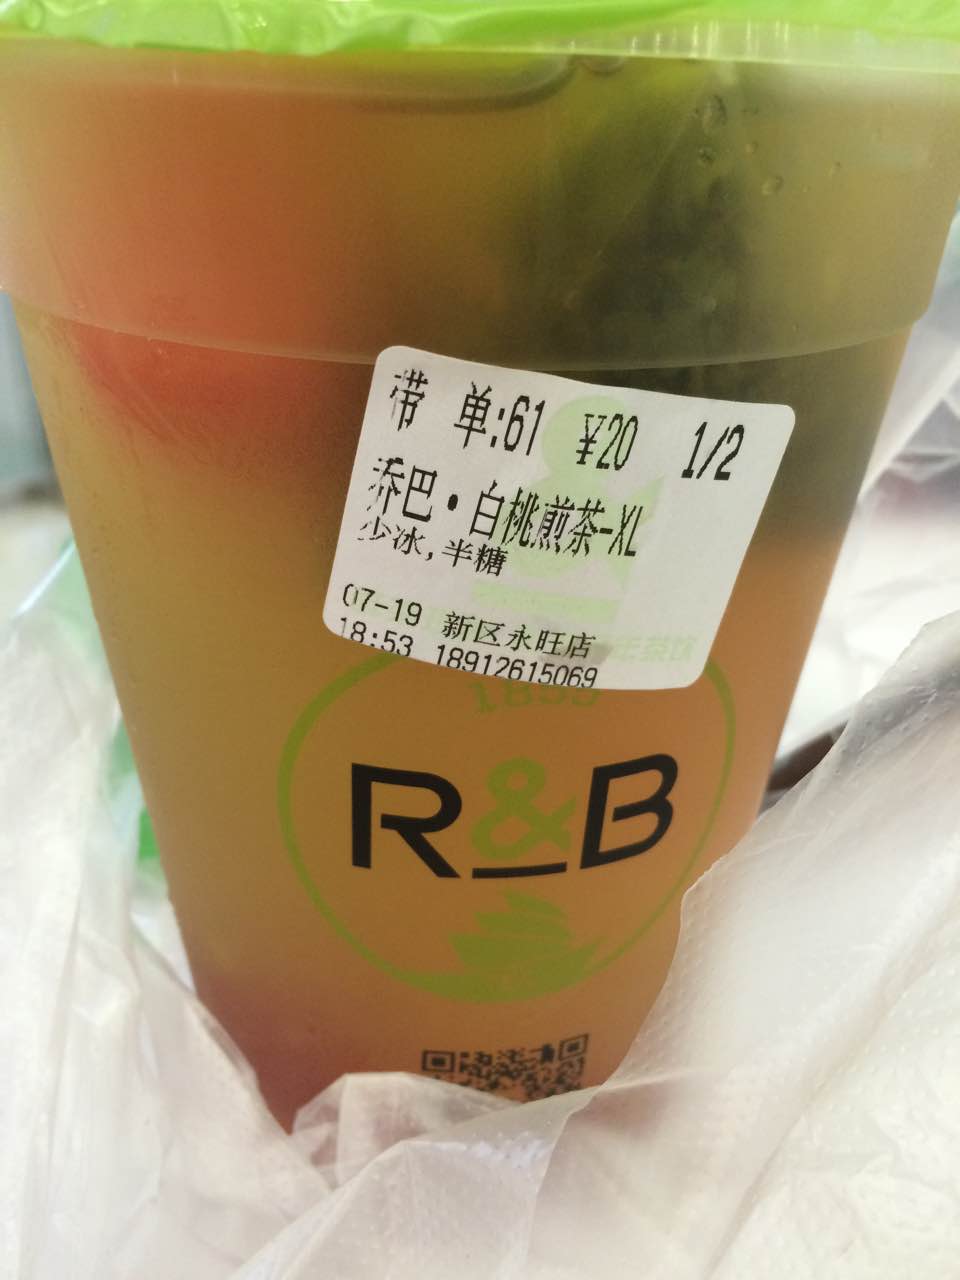 带 单:61 ¥20 1/2
乔巴·白桃煎茶-XL
少冰,半糖
07-19 新区永旺店
18:53 18912615069
R&B